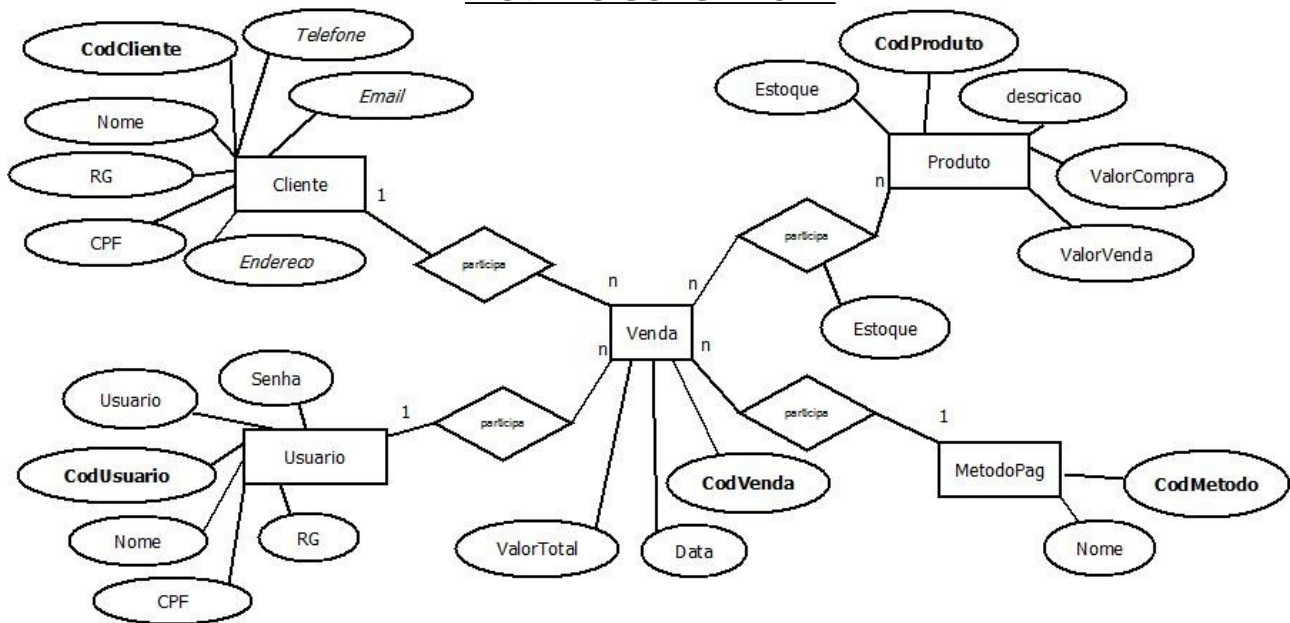 CodCliente
Telefone
Email
Nome
RG
CPF
Endereco
Cliente
1
participa
n
CodProduto
Estoque
descricao
Produto
ValorCompra
ValorVenda
n
participa
n
Estoque
Venda
n
n
Senha
Usuario
1
participa
Usuario
CodUsuario
Nome
RG
CPF
ValorTotal
Data
CodVenda
participa
1
MetodoPag
CodMetodo
Nome